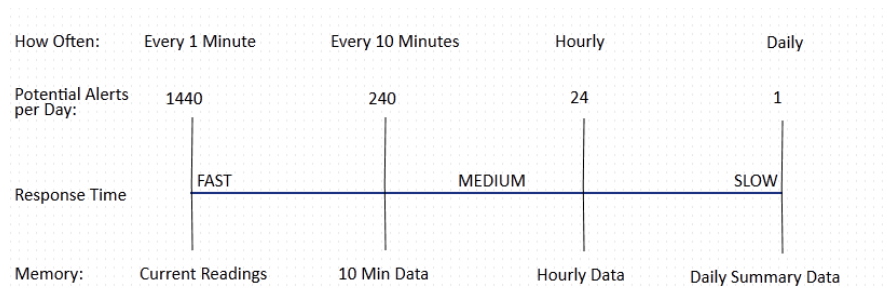 How Often: Every 1 Minute Every 10 Minutes Hourly Daily
Potential Alerts
per Day: 1440 240 24 1
FAST MEDIUM SLOW
Response Time
Memory: Current Readings 10 Min Data Hourly Data Daily Summary Data